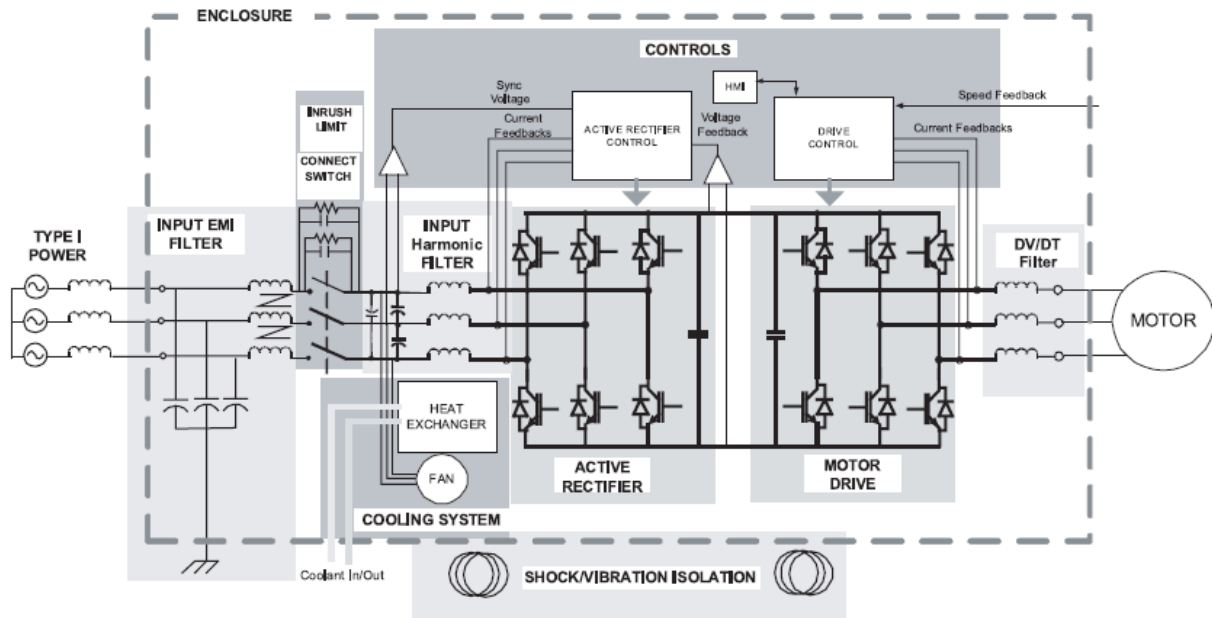 ENCLOSURE
CONTROLS
Sync
Voltage
HMI
Speed Feedback
INRUSH
LIMIT
Current
Feedbacks
ACTIVE RECTIFIER
CONTROL
Voltage
Feedback
DRIVE
CONTROL
Current Feedbacks
CONNECT
SWITCH
TYPE I
POWER
INPUT EMI
FILTER
INPUT
Harmonic
FILTER
DV/DT
Filter
MOTOR
HEAT
EXCHANGER
FAN
ACTIVE
RECTIFIER
MOTOR
DRIVE
COOLING SYSTEM
Coolant In/Out
SHOCK/VIBRATION ISOLATION